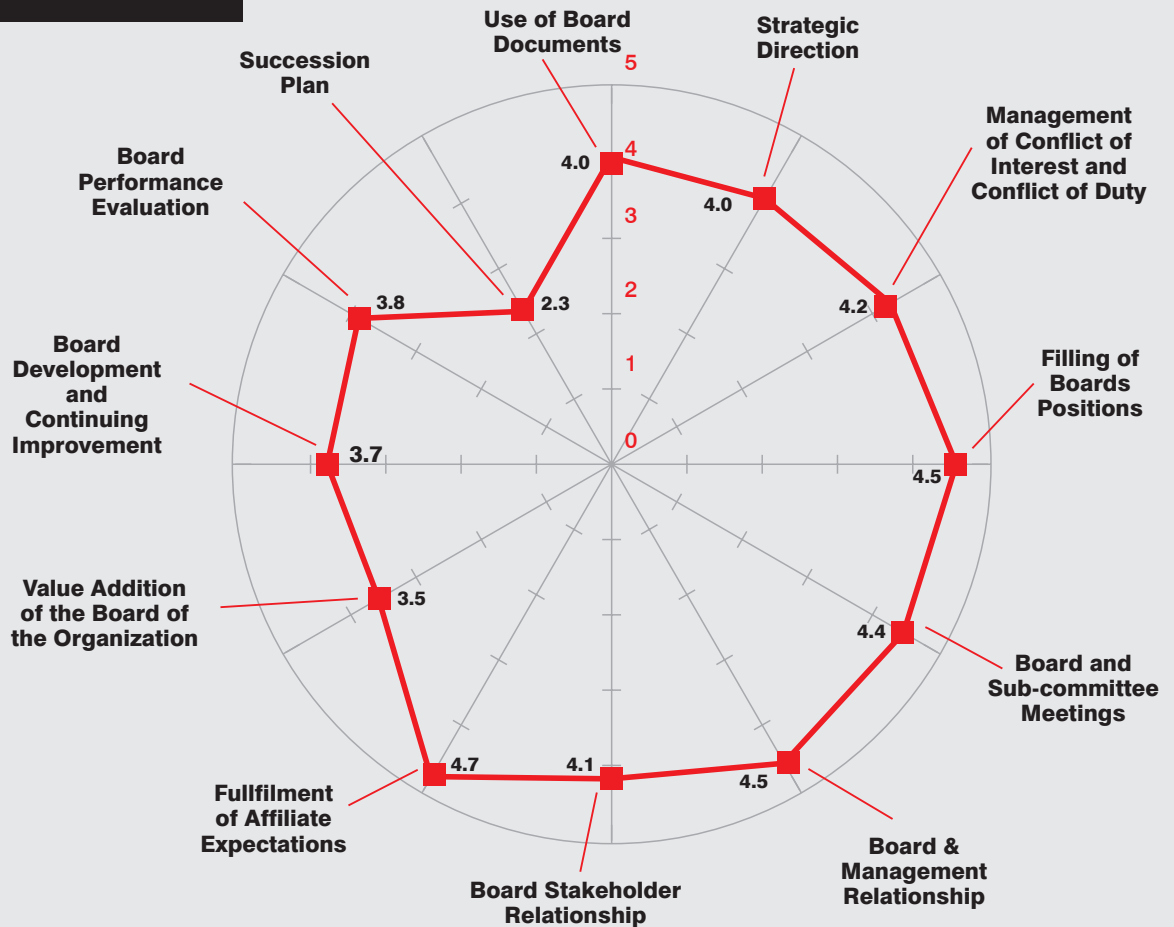 Use of Board
Documents
Strategic
Direction
Succession
Plan
Management
of Conflict of
Interest and
Conflict of Duty
Board
Performance
Evaluation
Filling of
Boards
Positions
Board
Development
and
Continuing
Improvement
Value Addition
of the Board of
the Organization
Board and
Sub-committee
Meetings
Fullfilment
of Affiliate
Expectations
Board &
Management
Relationship
Board Stakeholder
Relationship
5
4
3
2
1
0
4.0
4.0
4.2
4.5
4.4
4.5
4.1
4.7
3.5
3.7
3.8
2.3